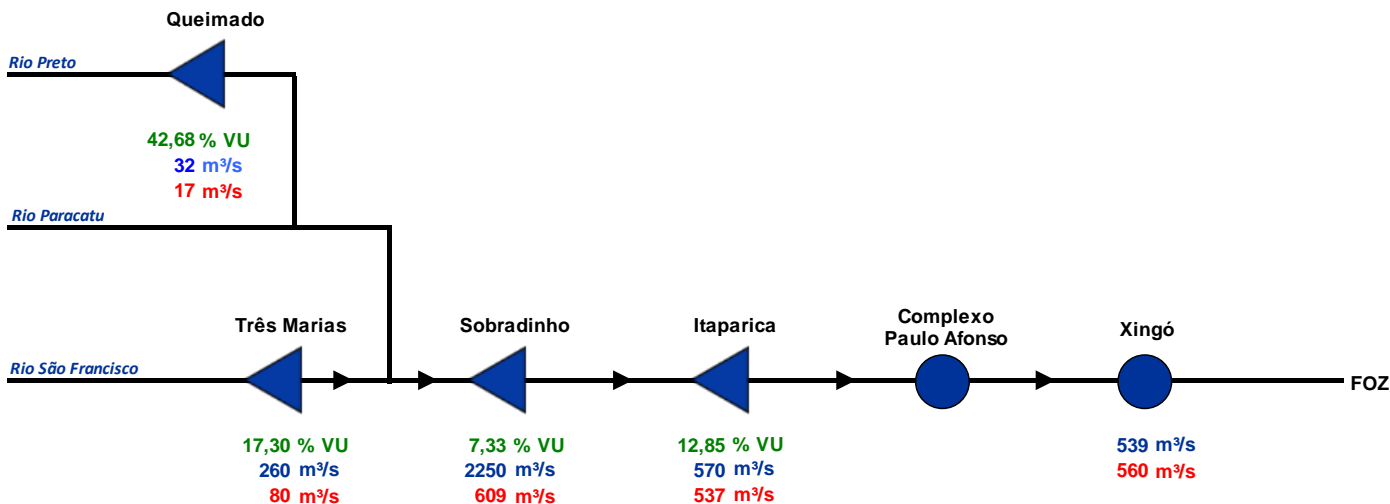 Queimado
Rio Preto
42,68 % VU
32 m³/s
17 m³/s
Rio Paracatu
Três Marias
Sobradinho
Itaparica
Complexo
Paulo Afonso
Xingó
Rio São Francisco
FOZ
17,30 % VU
260 m³/s
80 m³/s
7,33 % VU
2250 m³/s
609 m³/s
12,85 % VU
570 m³/s
537 m³/s
539 m³/s
560 m³/s